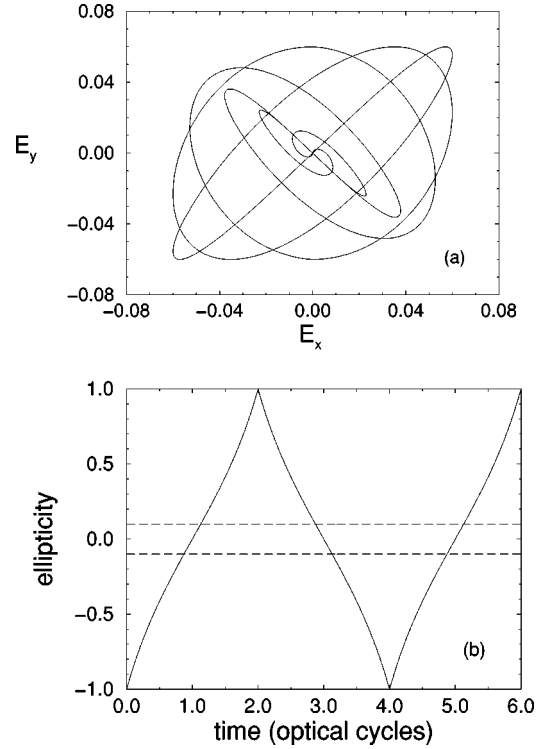 0.08
0.04
E_y
0.00
−0.04
(a)
−0.08
−0.08 −0.04 0.00 0.04 0.08
E_x
1.0
0.5
ellipticity
0.0
−0.5
(b)
−1.0
0.0 1.0 2.0 3.0 4.0 5.0 6.0
time (optical cycles)